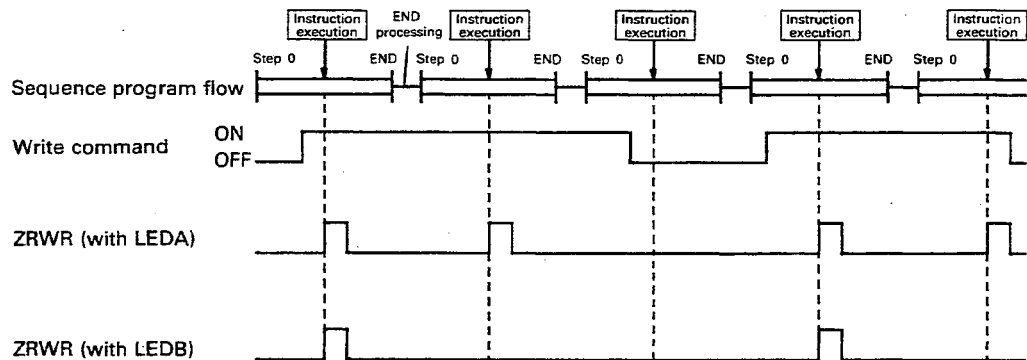 Instruction execution
END processing
Instruction execution
Instruction execution
Instruction execution
Instruction execution
Step 0 END Step 0 END Step 0 END Step 0 END Step 0
Sequence program flow
ON
Write command
OFF
ZRWR (with LEDA)
ZRWR (with LEDB)